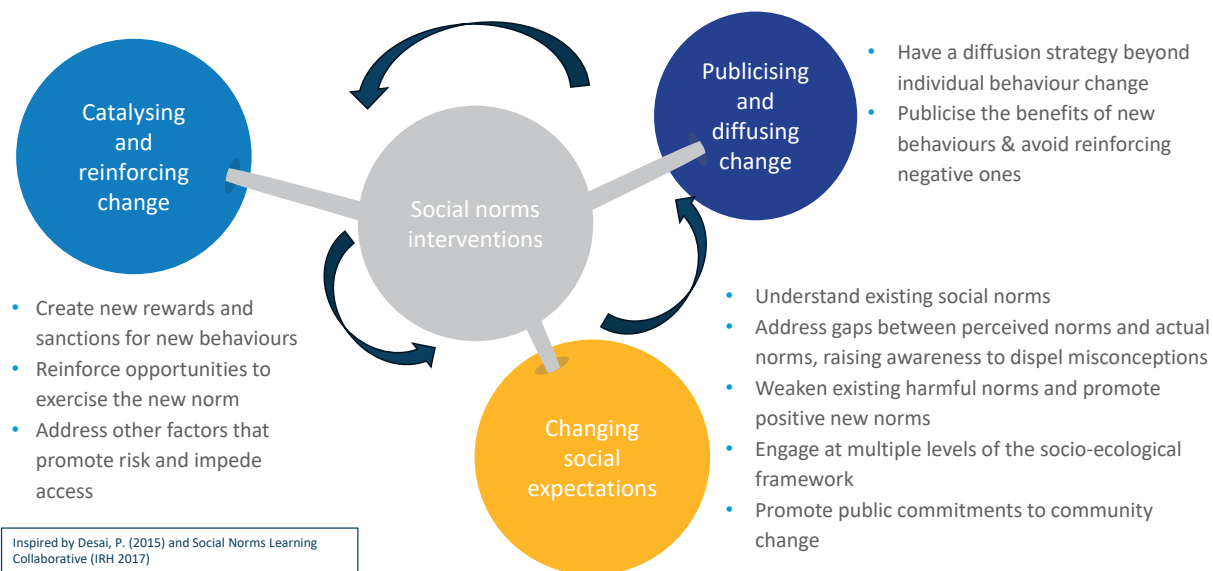 Catalysing
and
reinforcing
change
Social norms
interventions
Publicising
and
diffusing
change
• Have a diffusion strategy beyond
individual behaviour change
• Publicise the benefits of new
behaviours & avoid reinforcing
negative ones
• Create new rewards and
sanctions for new behaviours
• Reinforce opportunities to
exercise the new norm
• Address other factors that
promote risk and impede
access
Changing
social
expectations
• Understand existing social norms
• Address gaps between perceived norms and actual
norms, raising awareness to dispel misconceptions
• Weaken existing harmful norms and promote
positive new norms
• Engage at multiple levels of the socio-ecological
framework
• Promote public commitments to community
change
Inspired by Desai, P. (2015) and Social Norms Learning
Collaborative (IRH 2017)